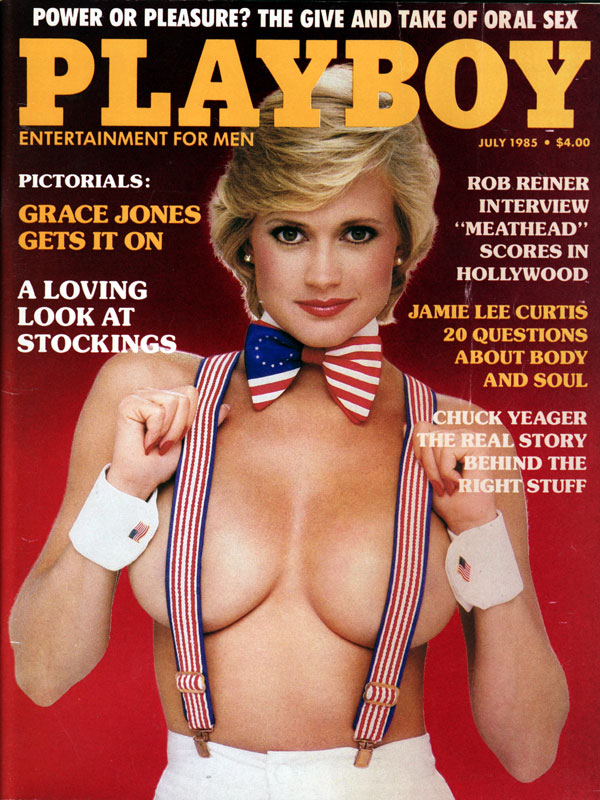 POWER OR PLEASURE? THE GIVE AND TAKE OF ORAL SEX
PLAYBOY
ENTERTAINMENT FOR MEN
JULY 1985 • $4.00
PICTORIALS:
GRACE JONES
GETS IT ON
A LOVING
LOOK AT
STOCKINGS
ROB REINER
INTERVIEW
“MEATHEAD”
SCORES IN
HOLLYWOOD
JAMIE LEE CURTIS
20 QUESTIONS
ABOUT BODY
AND SOUL
CHUCK YEAGER
THE REAL STORY
BEHIND THE
RIGHT STUFF